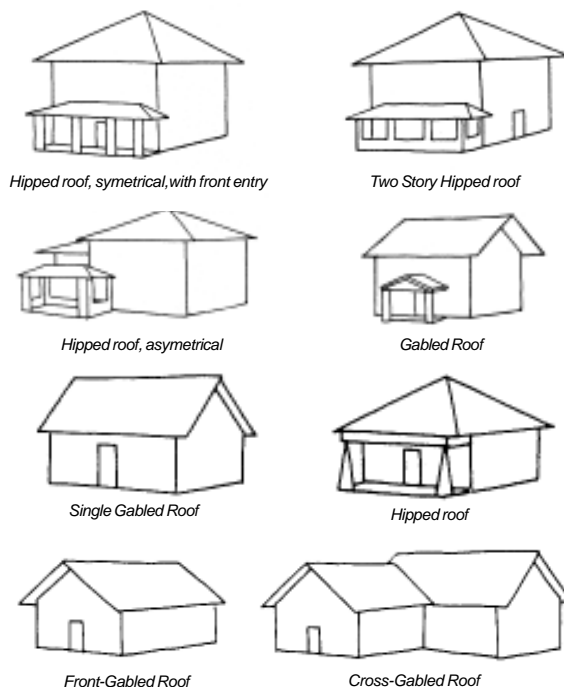 Hipped roof, symetrical,with front entry
Two Story Hipped roof
Hipped roof, asymetrical
Gabled Roof
Single Gabled Roof
Hipped roof
Front-Gabled Roof
Cross-Gabled Roof